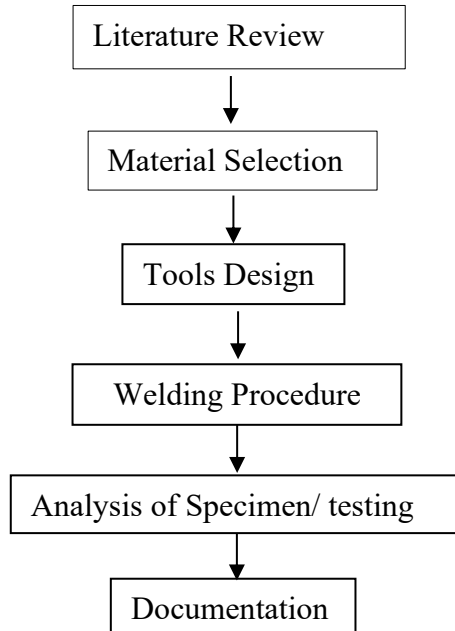 Literature Review
Material Selection
Tools Design
Welding Procedure
Analysis of Specimen/ testing
Documentation